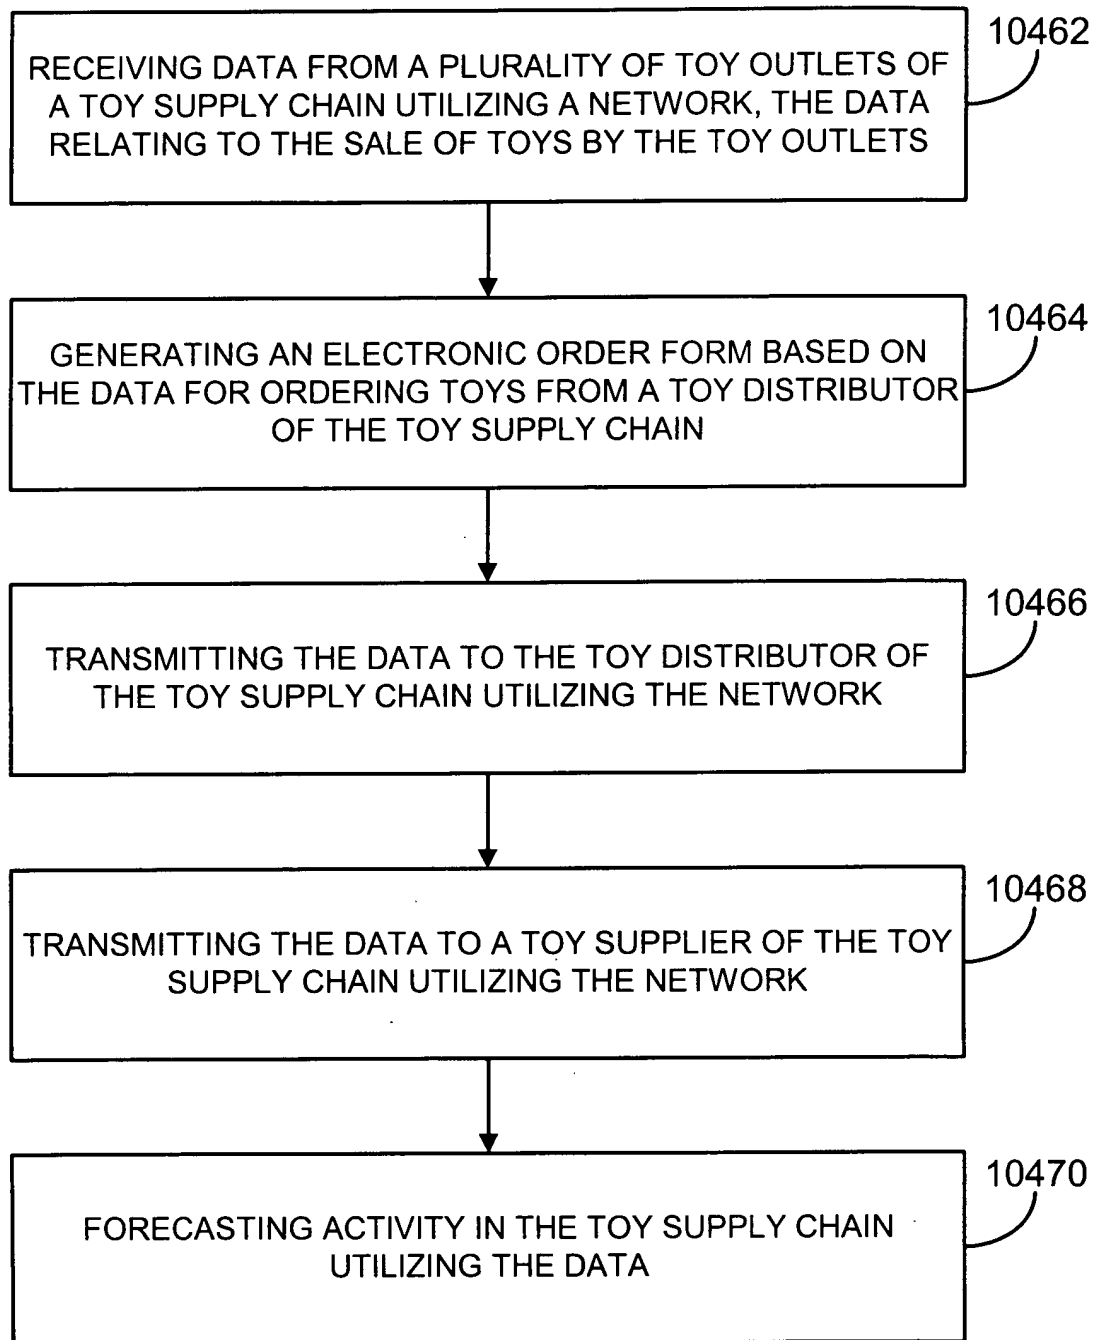 10462
RECEIVING DATA FROM A PLURALITY OF TOY OUTLETS OF
A TOY SUPPLY CHAIN UTILIZING A NETWORK, THE DATA
RELATING TO THE SALE OF TOYS BY THE TOY OUTLETS
10464
GENERATING AN ELECTRONIC ORDER FORM BASED ON
THE DATA FOR ORDERING TOYS FROM A TOY DISTRIBUTOR
OF THE TOY SUPPLY CHAIN
10466
TRANSMITTING THE DATA TO THE TOY DISTRIBUTOR OF
THE TOY SUPPLY CHAIN UTILIZING THE NETWORK
10468
TRANSMITTING THE DATA TO A TOY SUPPLIER OF THE TOY
SUPPLY CHAIN UTILIZING THE NETWORK
10470
FORECASTING ACTIVITY IN THE TOY SUPPLY CHAIN
UTILIZING THE DATA